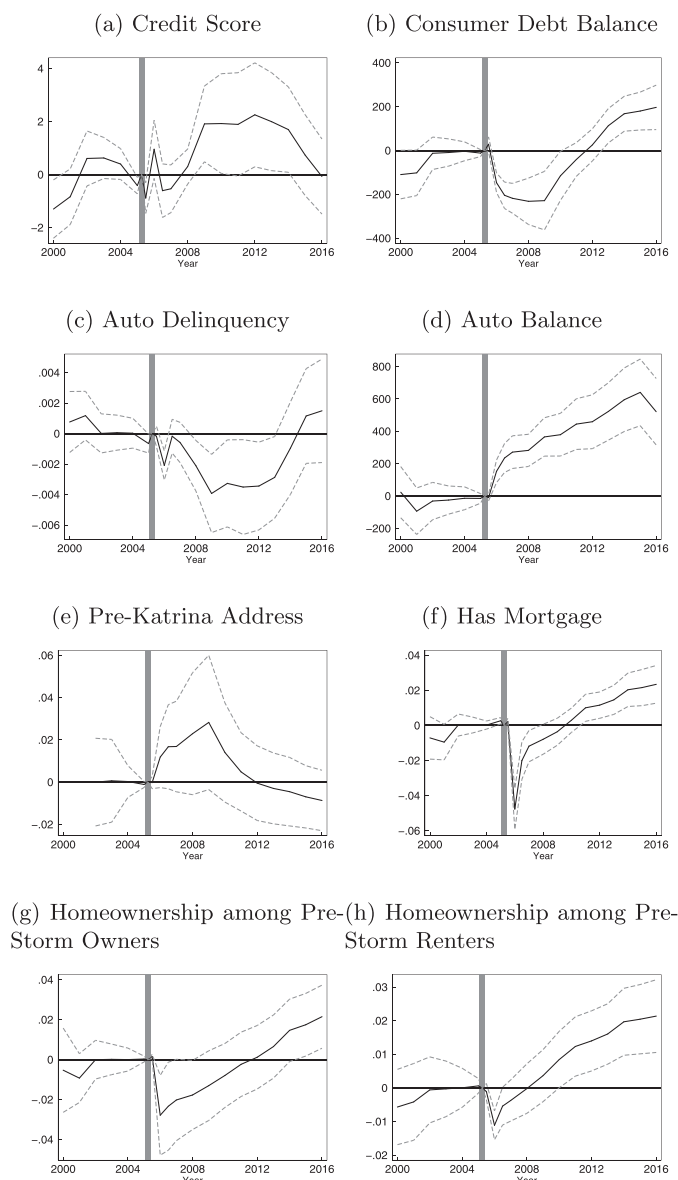 (a) Credit Score
(b) Consumer Debt Balance
4
2
0
−2
2000 2004 2008 2012 2016
Year
400
200
0
−200
−400
2000 2004 2008 2012 2016
Year
(c) Auto Delinquency
(d) Auto Balance
.004
.002
0
−.002
−.004
−.006
2000 2004 2008 2012 2016
Year
800
600
400
200
0
−200
2000 2004 2008 2012 2016
Year
(e) Pre-Katrina Address
(f) Has Mortgage
.06
.04
.02
0
−.02
2000 2004 2008 2012 2016
Year
.04
.02
0
−.02
−.04
−.06
2000 2004 2008 2012 2016
Year
(g) Homeownership among Pre-
Storm Owners
(h) Homeownership among Pre-
Storm Renters
.04
.02
0
−.02
−.04
2000 2004 2008 2012 2016
Year
.03
.02
.01
0
−.01
−.02
2000 2004 2008 2012 2016
Year